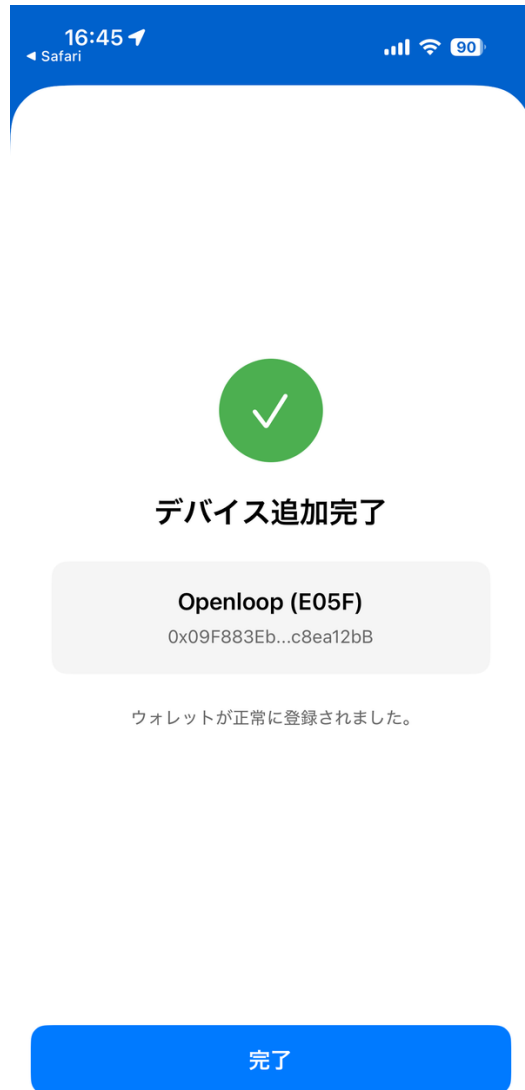 16:45
◀ Safari
90
デバイス追加完了
Openloop (E05F)
0x09F883Eb...c8ea12bB
ウォレットが正常に登録されました。
完了